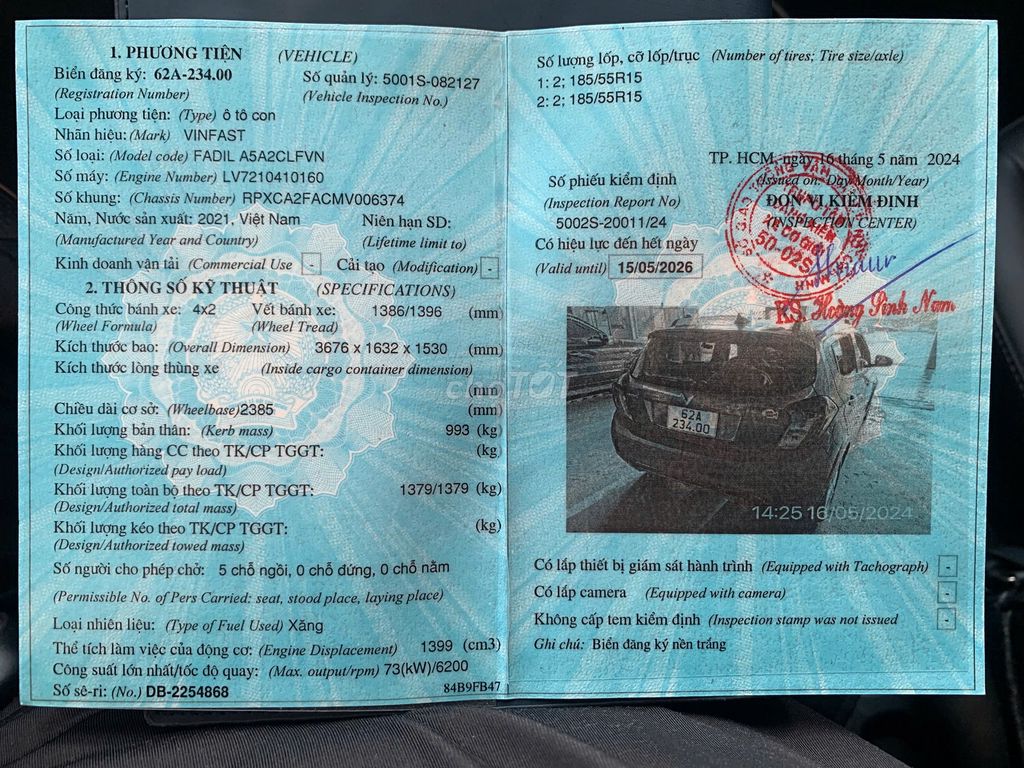 1. PHƯƠNG TIỆN (VEHICLE)
Biển đăng ký: 62A-234.00 Số quản lý: 5001S-082127
(Registration Number) (Vehicle Inspection No.)
Loại phương tiện: (Type) ô tô con
Nhãn hiệu: (Mark) VINFAST
Số loại: (Model code) FADIL A5A2CLFVN
Số máy: (Engine Number) LV7210410160
Số khung: (Chassis Number) RPXCA2FACMV006374
Năm, Nước sản xuất: 2021, Việt Nam Niên hạn SD:
(Manufactured Year and Country) (Lifetime limit to)
Kinh doanh vận tải (Commercial Use - Cải tạo (Modification) -
2. THÔNG SỐ KỸ THUẬT (SPECIFICATIONS)
Công thức bánh xe: 4x2 Vết bánh xe: 1386/1396 (mm)
(Wheel Formula) (Wheel Tread)
Kích thước bao: (Overall Dimension) 3676 x 1632 x 1530 (mm)
Kích thước lòng thùng xe (Inside cargo container dimension)
(mm)
Chiều dài cơ sở: (Wheelbase) 2385 (mm)
Khối lượng bản thân: (Kerb mass) 993 (kg)
Khối lượng hàng CC theo TK/CP TGGT: (kg)
(Design/Authorized pay load)
Khối lượng toàn bộ theo TK/CP TGGT: 1379/1379 (kg)
(Design/Authorized total mass)
Khối lượng kéo theo TK/CP TGGT: (kg)
(Design/Authorized towed mass)
Số người cho phép chở: 5 chỗ ngồi, 0 chỗ đứng, 0 chỗ nằm
(Permissible No. of Pers Carried: seat, stood place, laying place)
Loại nhiên liệu: (Type of Fuel Used) Xăng
Thể tích làm việc của động cơ: (Engine Displacement) 1399 (cm3)
Công suất lớn nhất/tốc độ quay: (Max. output/rpm) 73(kW)/6200
Số sê-ri: (No.) DB-2254868 84B9FB47
Số lượng lốp, cỡ lốp/trục (Number of tires; Tire size/axle)
1: 2; 185/55R15
2: 2; 185/55R15
TP. HCM, ngày 16 tháng 5 năm 2024
Số phiếu kiểm định (Issued on: Day/Month/Year)
(Inspection Report No) ĐƠN VỊ KIỂM ĐỊNH
5002S-20011/24 (INSPECTION CENTER)
Có hiệu lực đến hết ngày
(Valid until) 15/05/2026
50-02S
KS. Hoàng Sinh Nam
CHỢ TỐT
62A
234.00
14:25 16/05/2024
Có lắp thiết bị giám sát hành trình (Equipped with Tachograph) -
Có lắp camera (Equipped with camera) -
Không cấp tem kiểm định (Inspection stamp was not issued -
Ghi chú: Biển đăng ký nền trắng